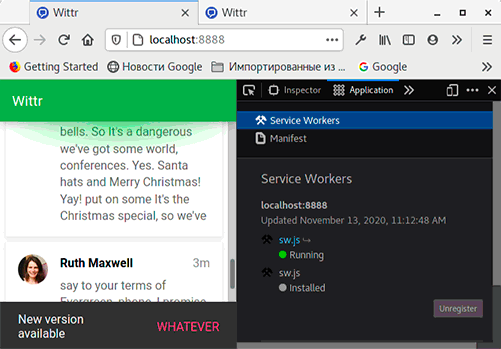 Wittr
Wittr
localhost:8888
Getting Started
Новости Google
Импортированные из …
Google
Wittr
bells. So It's a dangerous
we've got some world,
conferences. Yes. Santa
hats and Merry Christmas!
Yay! put on some It's the
Christmas special, so we've
Ruth Maxwell 3m
say to your terms of
Evergreen, phone, I promise
New version
available
WHATEVER
Inspector
Application
Service Workers
Manifest
Service Workers
localhost:8888
Updated November 13, 2020, 11:12:48 AM
sw.js
Running
sw.js
Installed
Unregister